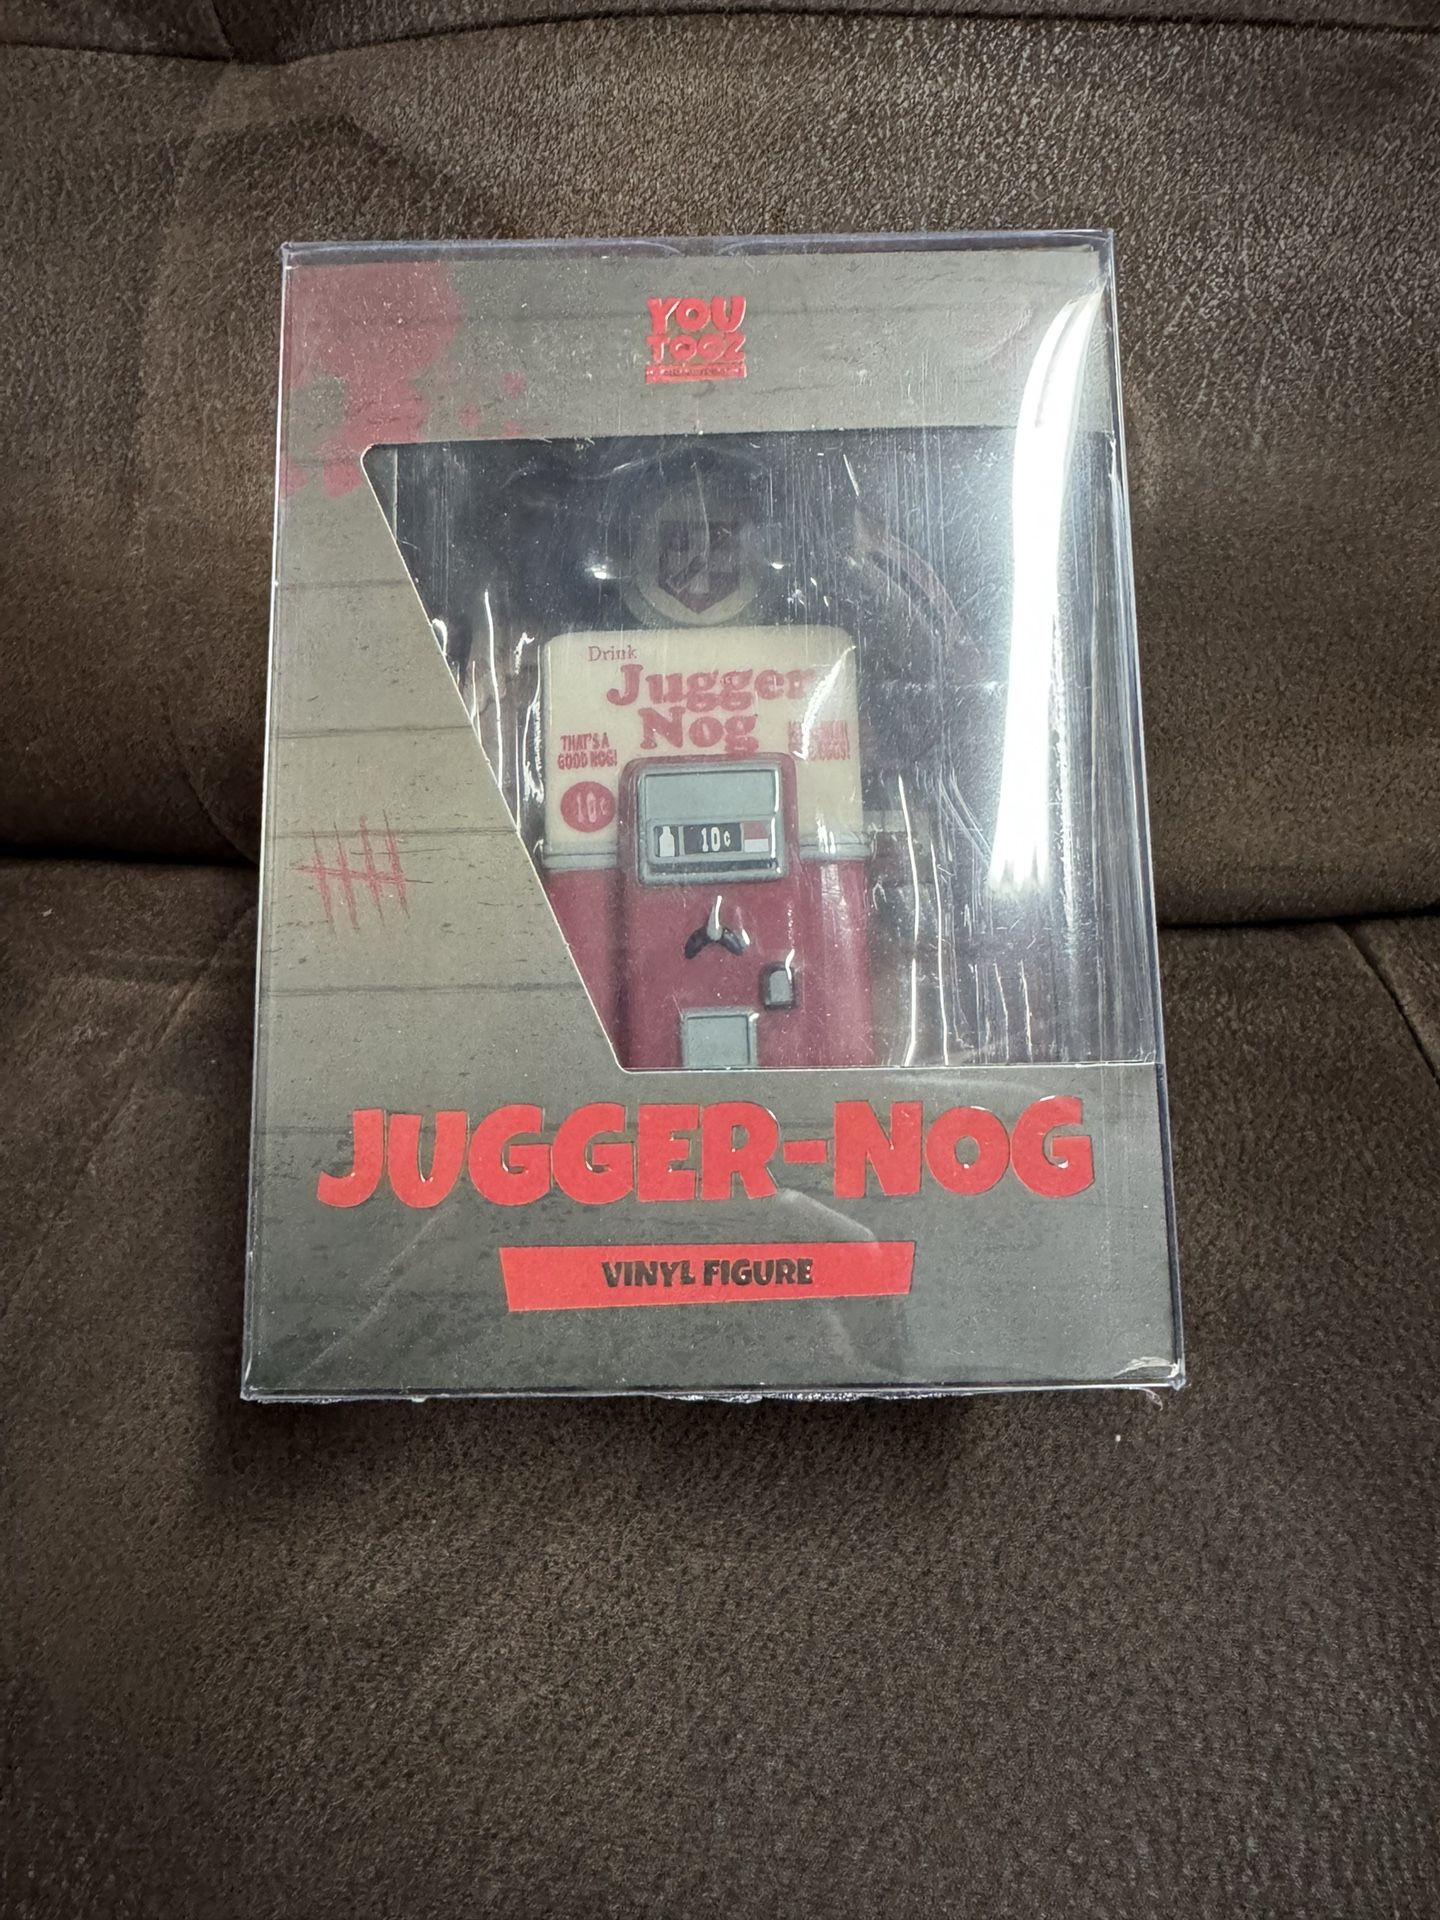 YOU
TOOZ
Drink
Jugger
Nog
THAT'S A
GOOD NOG!
10¢
10¢
JUGGER-NOG
VINYL FIGURE